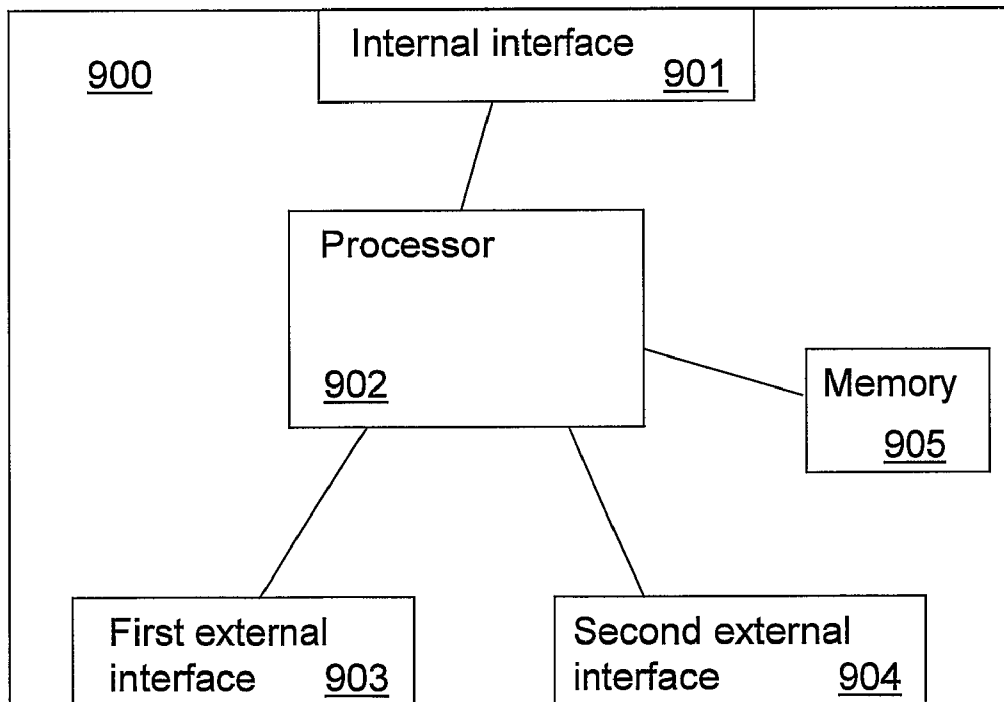 Internal interface
900
901
Processor
902
Memory
905
First external
interface 903
Second external
interface 904